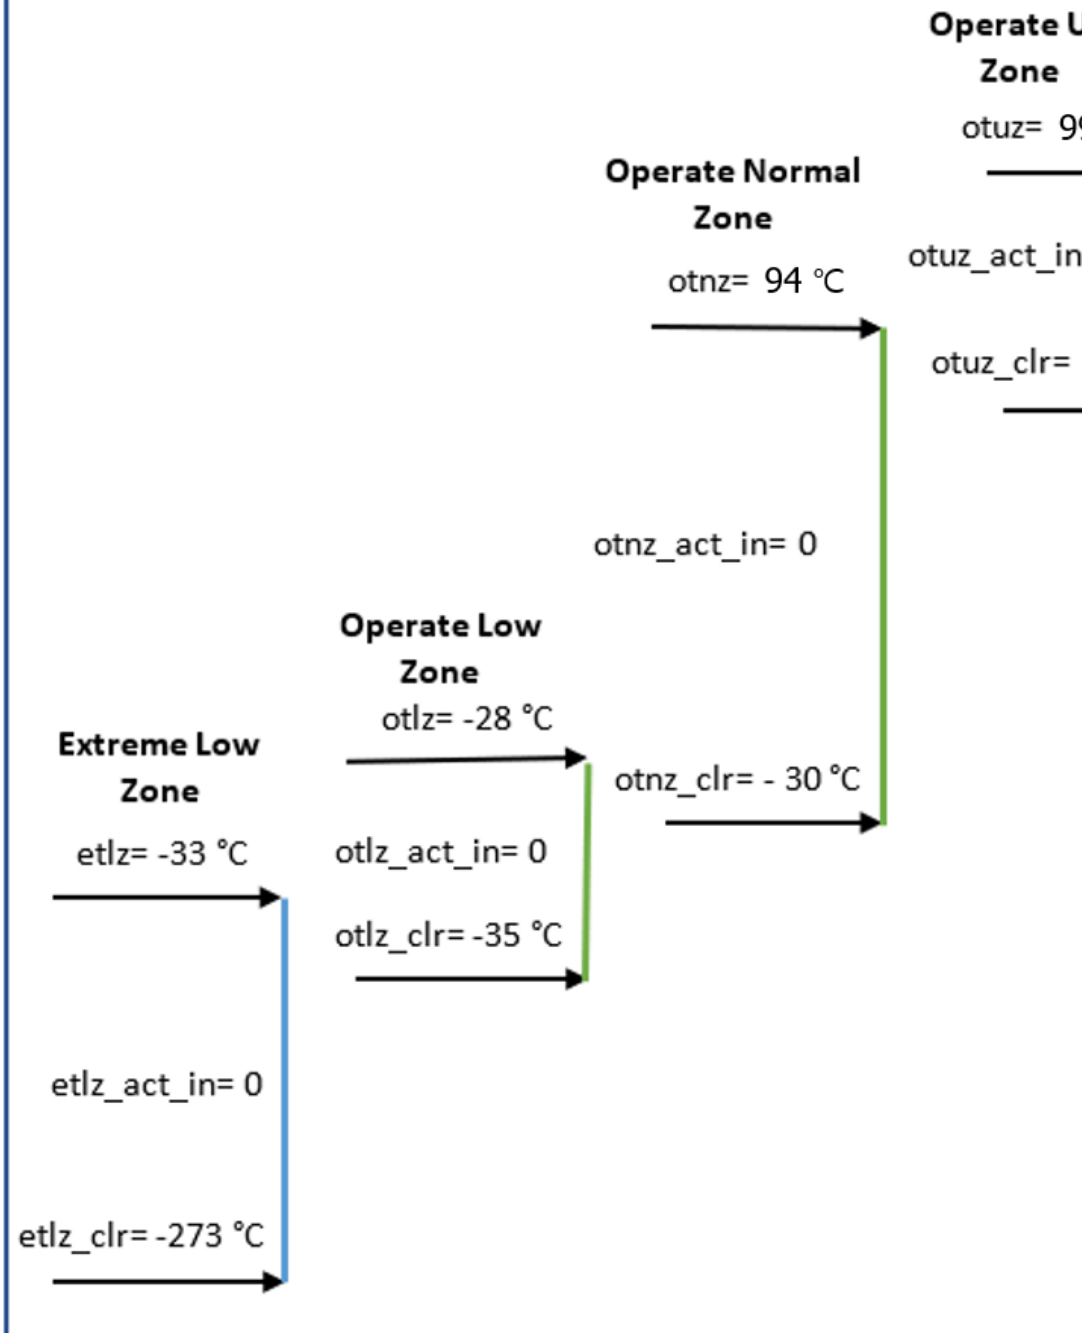 Operate
Zone
otuz=
otuz_act_in
otuz_clr=
Operate Normal
Zone
otnz= 94 °C
otnz_act_in= 0
otnz_clr= - 30 °C
Operate Low
Zone
otlz= -28 °C
otlz_act_in= 0
otlz_clr= -35 °C
Extreme Low
Zone
etlz= -33 °C
etlz_act_in= 0
etlz_clr= -273 °C